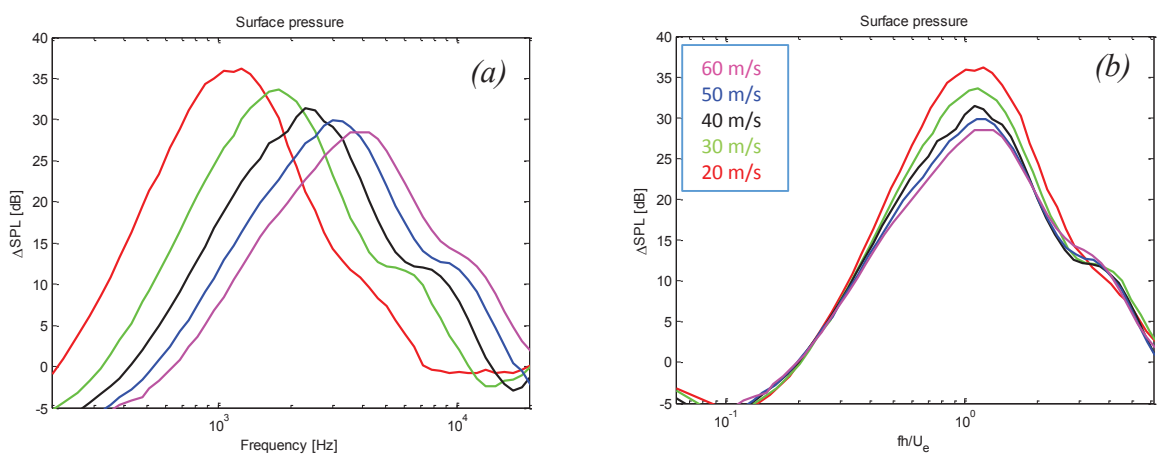 Surface pressure
(a)
ΔSPL [dB]
40
35
30
25
20
15
10
5
0
-5
10³
10⁴
Frequency [Hz]
Surface pressure
(b)
60 m/s
50 m/s
40 m/s
30 m/s
20 m/s
ΔSPL [dB]
40
35
30
25
20
15
10
5
0
-5
10⁻¹
10⁰
fh/Uₑ